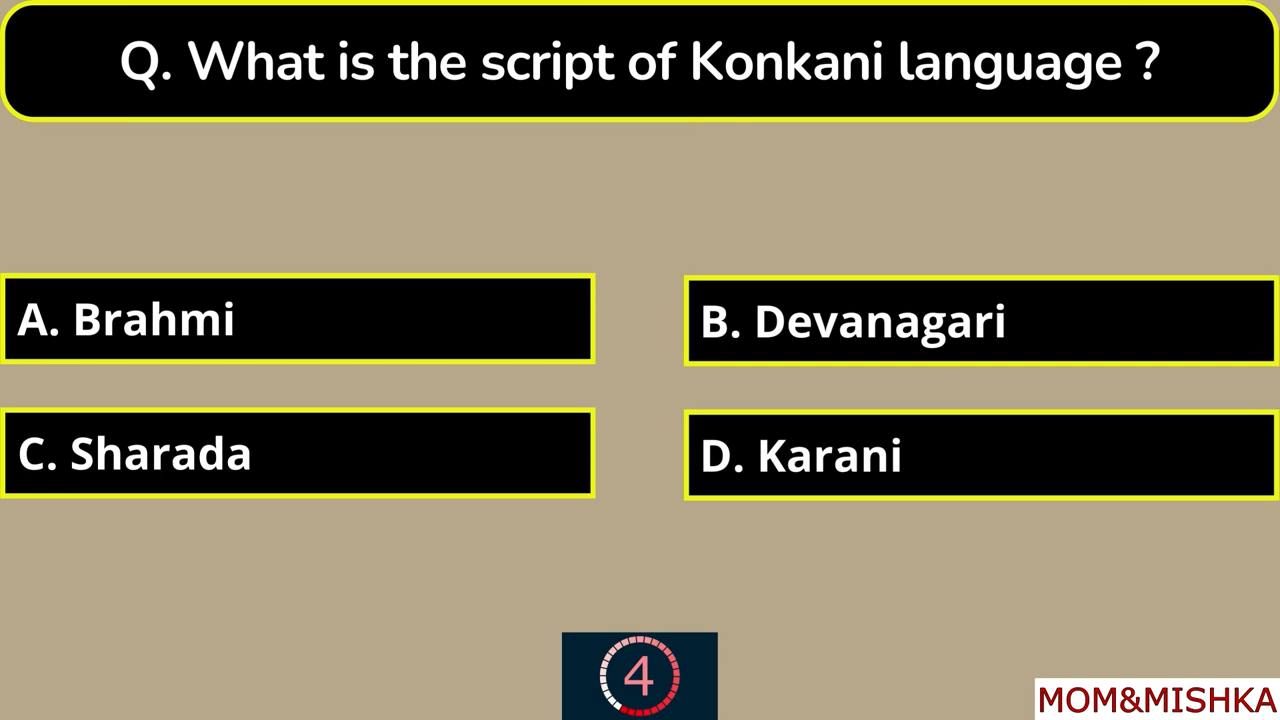 Q. What is the script of Konkani language ?
A. Brahmi
B. Devanagari
C. Sharada
D. Karani
4
MOM&MISHKA